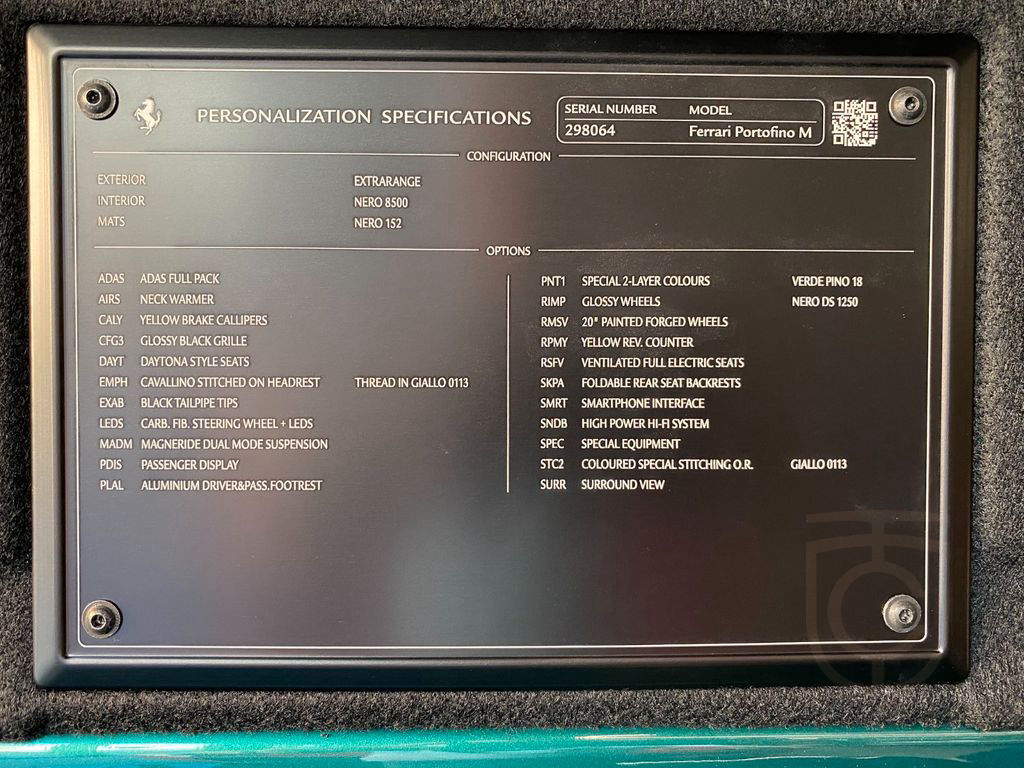 PERSONALIZATION SPECIFICATIONS
SERIAL NUMBER MODEL
298064 Ferrari Portofino M
CONFIGURATION
EXTERIOR EXTRARANGE
INTERIOR NERO 8500
MATS NERO 152
OPTIONS
ADAS ADAS FULL PACK
AIRS NECK WARMER
CALY YELLOW BRAKE CALLIPERS
CFG3 GLOSSY BLACK GRILLE
DAYT DAYTONA STYLE SEATS
EMPH CAVALLINO STITCHED ON HEADREST THREAD IN GIALLO 0113
EXAB BLACK TAILPIPE TIPS
LEDS CARB. FIB. STEERING WHEEL + LEDS
MADM MAGNERIDE DUAL MODE SUSPENSION
PDIS PASSENGER DISPLAY
PLAL ALUMINIUM DRIVER&PASS.FOOTREST
PNT1 SPECIAL 2-LAYER COLOURS VERDE PINO 18
RIMP GLOSSY WHEELS NERO DS 1250
RMSV 20" PAINTED FORGED WHEELS
RPMY YELLOW REV. COUNTER
RSFV VENTILATED FULL ELECTRIC SEATS
SKPA FOLDABLE REAR SEAT BACKRESTS
SMRT SMARTPHONE INTERFACE
SNDB HIGH POWER HI-FI SYSTEM
SPEC SPECIAL EQUIPMENT
STC2 COLOURED SPECIAL STITCHING O.R. GIALLO 0113
SURR SURROUND VIEW